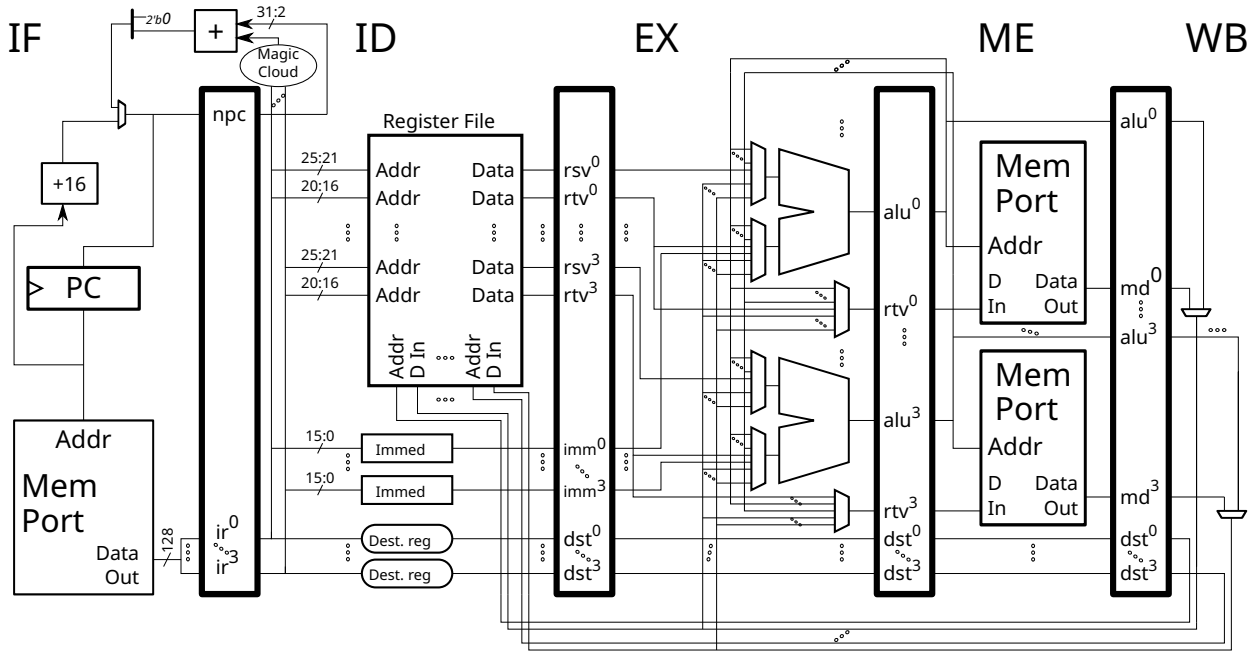 IF
ID
EX
ME
WB
2'b0
+
31:2
Magic
Cloud
npc
+16
PC
Addr
Mem
Port
Data
Out
128
ir0
ir3
Register File
25:21
Addr
Data
20:16
Addr
Data
25:21
Addr
Data
20:16
Addr
Data
Addr
D In
Addr
D In
15:0
Immed
15:0
Immed
Dest. reg
Dest. reg
rsv0
rtv0
rsv3
rtv3
imm0
imm3
dst0
dst3
alu0
rtv0
alu3
rtv3
dst0
dst3
Mem
Port
Addr
D
In
Data
Out
Mem
Port
Addr
D
In
Data
Out
alu0
md0
alu3
md3
dst0
dst3